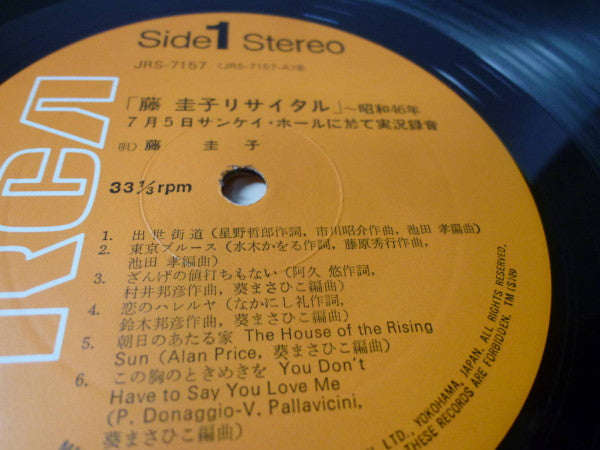 RCA
Side 1 Stereo
JRS-7157 (JRS-7157-A)Ⓡ
「藤 圭子リサイタル」～昭和46年
7月5日サンケイ・ホールに於て実況録音
唄）藤 圭 子
33⅓rpm
1. 出世街道（星野哲郎作詞, 市川昭介作曲, 池田 孝編曲）
2. 東京ブルース（水木かをる作詞, 藤原秀行作曲,
池田 孝編曲）
3. ざんげの値打ちもない（阿久 悠作詞,
村井邦彦作曲, 葵まさひこ編曲）
4. 恋のハレルヤ（なかにし礼作詞,
鈴木邦彦作曲, 葵まさひこ編曲）
5. 朝日のあたる家 The House of the Rising
Sun（Alan Price, 葵まさひこ編曲）
6. この胸のときめきを You Don't
Have to Say You Love Me
(P. Donaggio-V. Pallavicini,
葵まさひこ編曲）
LTD., YOKOHAMA, JAPAN. ALL RIGHTS RESERVED.
THESE RECORDS ARE FORBIDDEN. TM